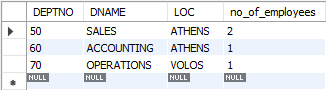 DEPTNO DNAME LOC no_of_employees
50 SALES ATHENS 2
60 ACCOUNTING ATHENS 1
70 OPERATIONS VOLOS 1
NULL NULL NULL NULL